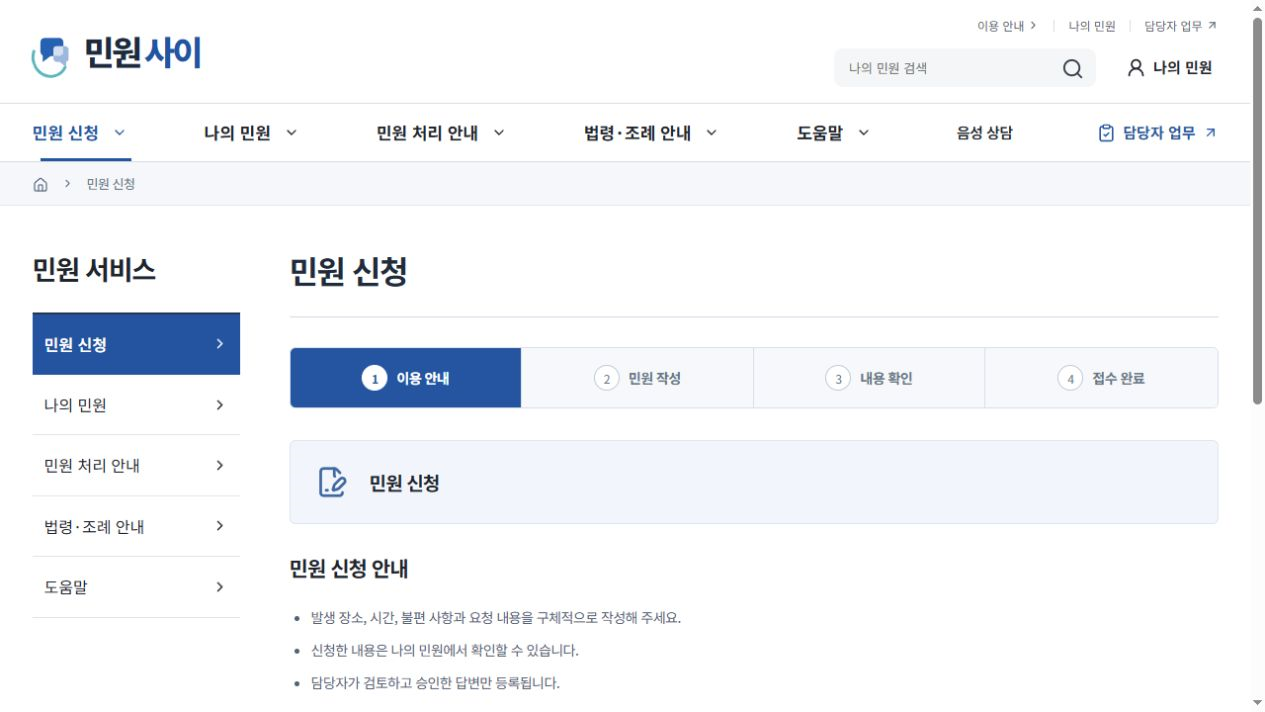 이용 안내
나의 민원
담당자 업무
민원사이
나의 민원 검색
나의 민원
민원 신청
나의 민원
민원 처리 안내
법령·조례 안내
도움말
음성 상담
담당자 업무
민원 신청
민원 서비스
민원 신청
나의 민원
민원 처리 안내
법령·조례 안내
도움말
민원 신청
1 이용 안내
2 민원 작성
3 내용 확인
4 접수 완료
민원 신청
민원 신청 안내
발생 장소, 시간, 불편 사항과 요청 내용을 구체적으로 작성해 주세요.
신청한 내용은 나의 민원에서 확인할 수 있습니다.
담당자가 검토하고 승인한 답변만 등록됩니다.